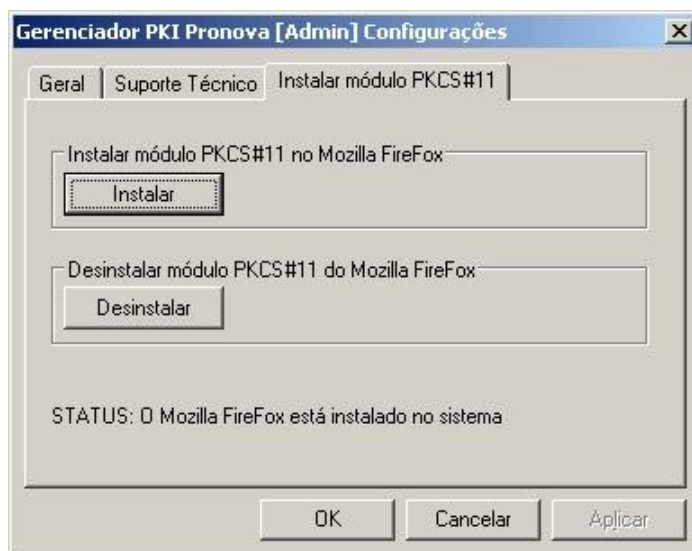 Gerenciador PKI Pronova [Admin] Configurações
Geral Suporte Técnico Instalar módulo PKCS#11
Instalar módulo PKCS#11 no Mozilla FireFox
Instalar
Desinstalar módulo PKCS#11 do Mozilla FireFox
Desinstalar
STATUS: O Mozilla FireFox está instalado no sistema
OK Cancelar Aplicar